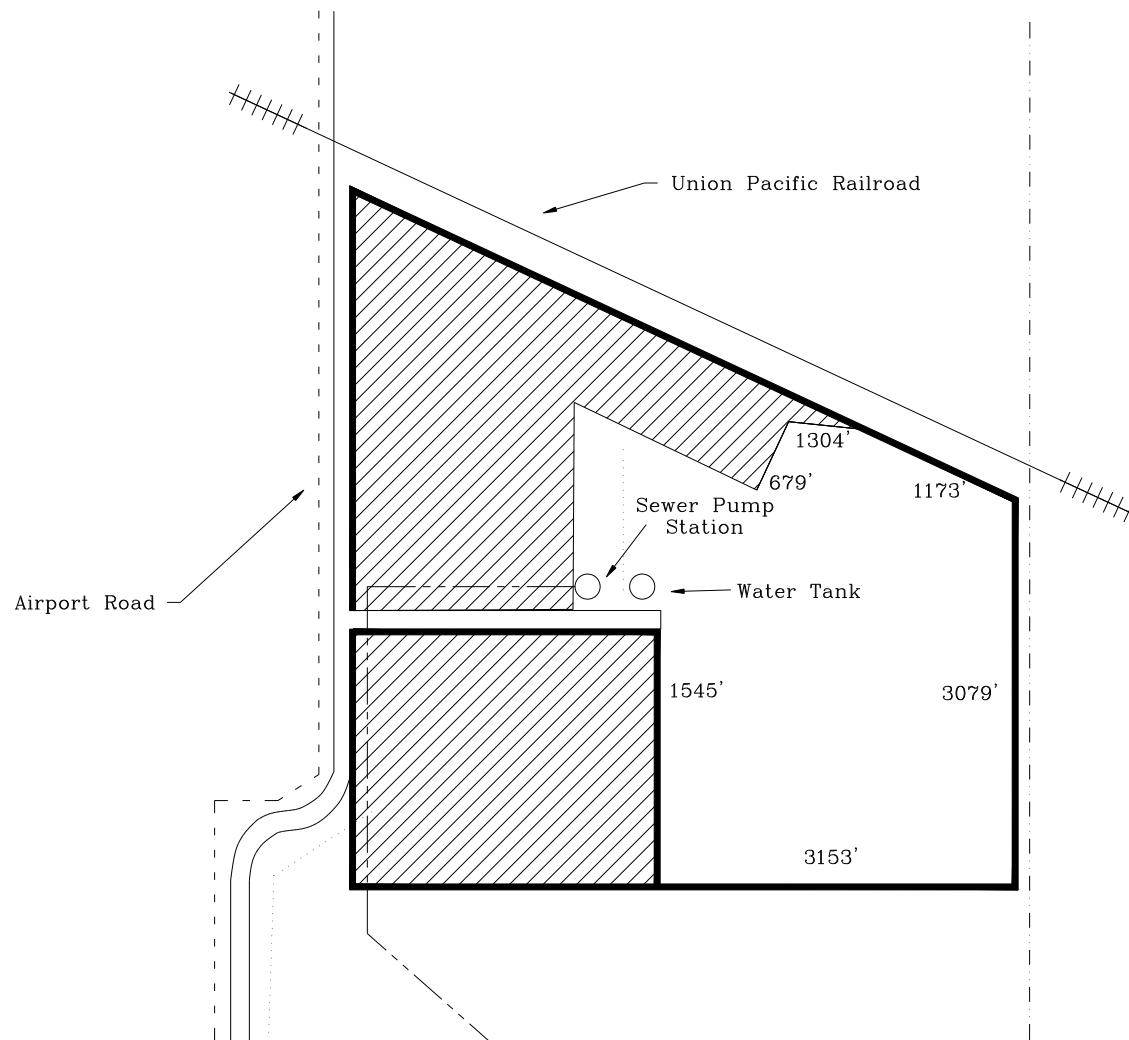 Union Pacific Railroad
1304'
679'
1173'
Sewer Pump
Station
Water Tank
Airport Road
1545'
3079'
3153'